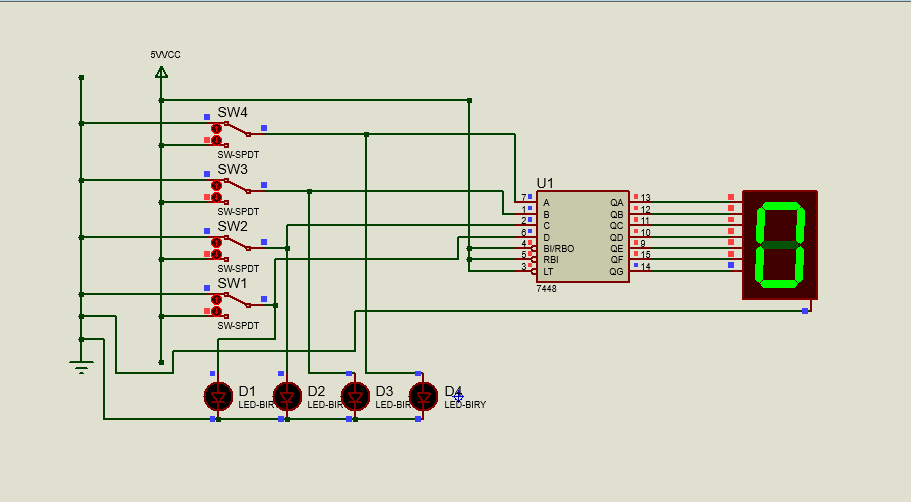 5VVCC
SW4
SW-SPDT
SW3
SW-SPDT
SW2
SW-SPDT
SW1
SW-SPDT
U1
7 A QA 13
1 B QB 12
2 C QC 11
6 D QD 10
4 BI/RBO QE 9
5 RBI QF 15
3 LT QG 14
7448
D1
LED-BIR
D2
LED-BIR
D3
LED-BIR
D4
LED-BIRY